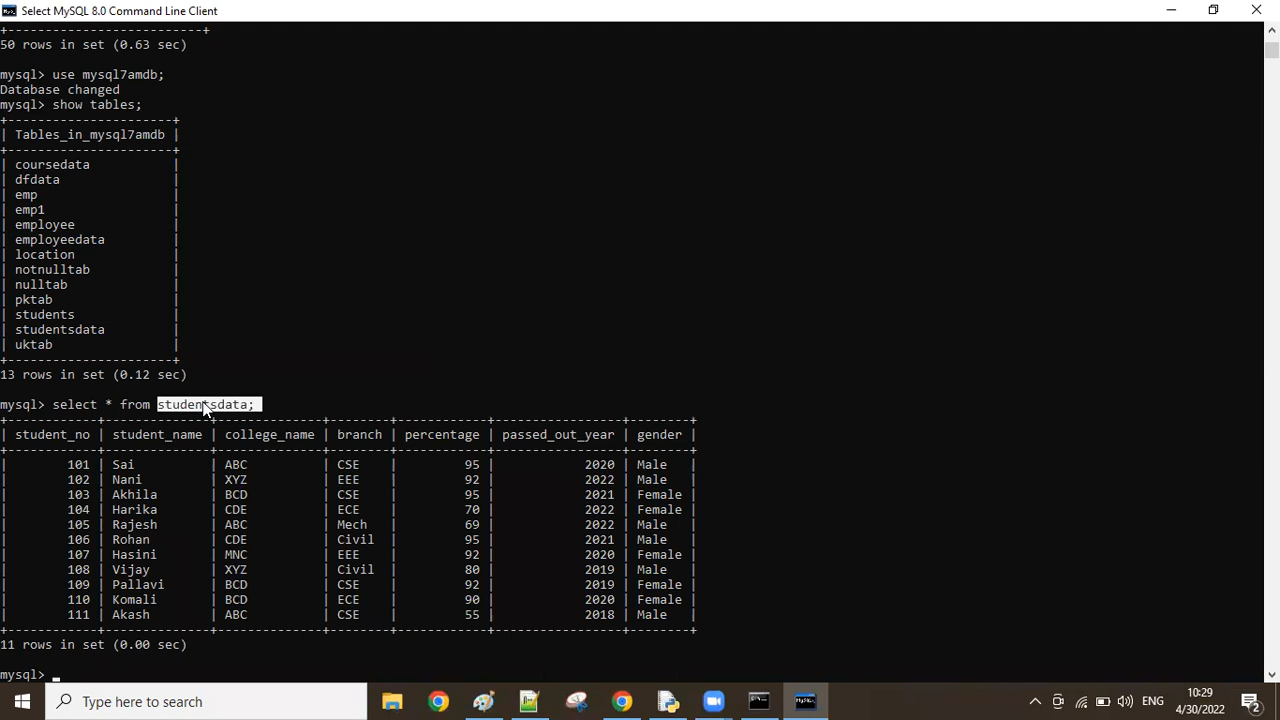 Select MySQL 8.0 Command Line Client
+--------------------------+
50 rows in set (0.63 sec)
mysql> use mysql7amdb;
Database changed
mysql> show tables;
+----------------------+
| Tables_in_mysql7amdb |
+----------------------+
| coursedata           |
| dfdata               |
| emp                  |
| emp1                 |
| employee             |
| employeedata         |
| location             |
| notnulltab           |
| nulltab              |
| pktab                |
| students             |
| studentsdata         |
| uktab                |
+----------------------+
13 rows in set (0.12 sec)
mysql> select * from studentsdata;
+------------+--------------+--------------+--------+------------+-----------------+--------+
| student_no | student_name | college_name | branch | percentage | passed_out_year | gender |
+------------+--------------+--------------+--------+------------+-----------------+--------+
|        101 | Sai          | ABC          | CSE    |         95 |            2020 | Male   |
|        102 | Nani         | XYZ          | EEE    |         92 |            2022 | Male   |
|        103 | Akhila       | BCD          | CSE    |         95 |            2021 | Female |
|        104 | Harika       | CDE          | ECE    |         70 |            2022 | Female |
|        105 | Rajesh       | ABC          | Mech   |         69 |            2022 | Male   |
|        106 | Rohan        | CDE          | Civil  |         95 |            2021 | Male   |
|        107 | Hasini       | MNC          | EEE    |         92 |            2020 | Female |
|        108 | Vijay        | XYZ          | Civil  |         80 |            2019 | Male   |
|        109 | Pallavi      | BCD          | CSE    |         92 |            2019 | Female |
|        110 | Komali       | BCD          | ECE    |         90 |            2020 | Female |
|        111 | Akash        | ABC          | CSE    |         55 |            2018 | Male   |
+------------+--------------+--------------+--------+------------+-----------------+--------+
11 rows in set (0.00 sec)
mysql> _
Type here to search
ENG
10:29
4/30/2022
2